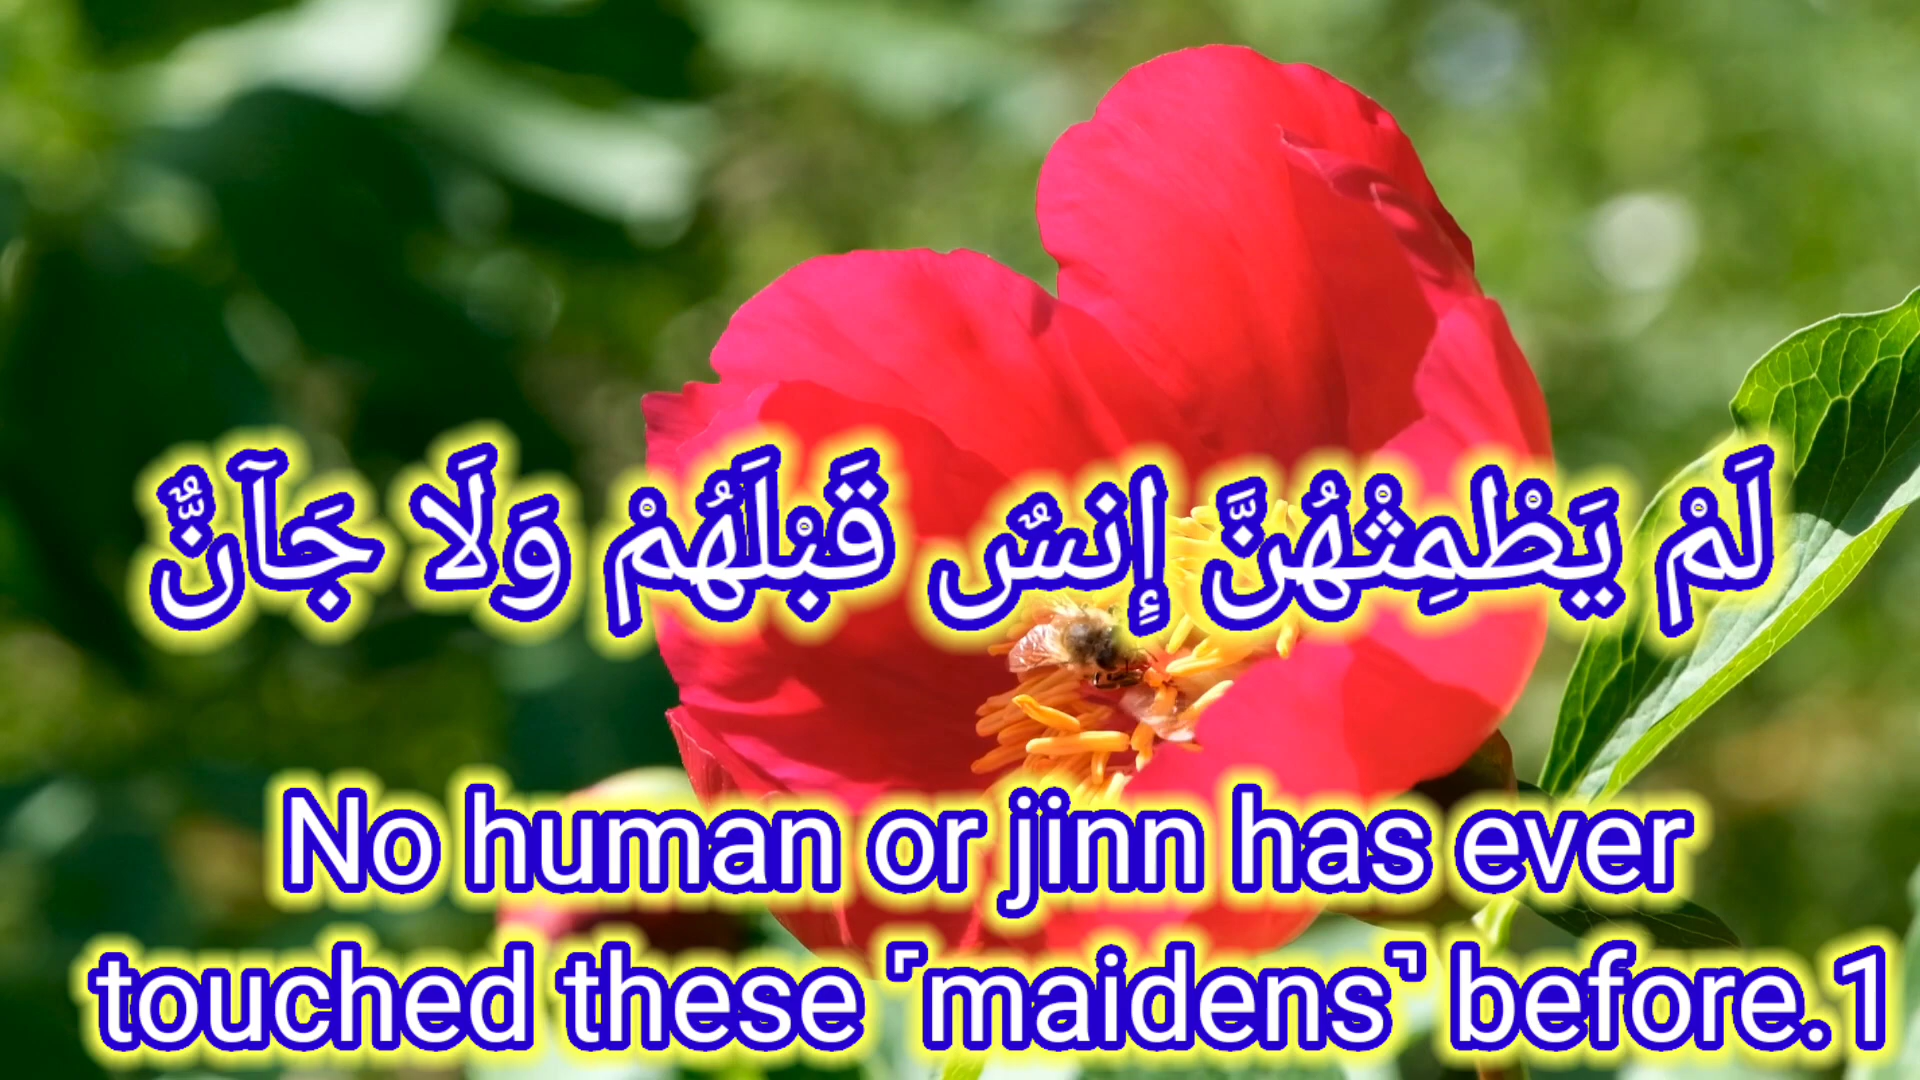 لَمْ يَطْمِثْهُنَّ إِنسٌ قَبْلَهُمْ وَلَا جَآنٌّ
No human or jinn has ever
touched these ˹maidens˺ before.1